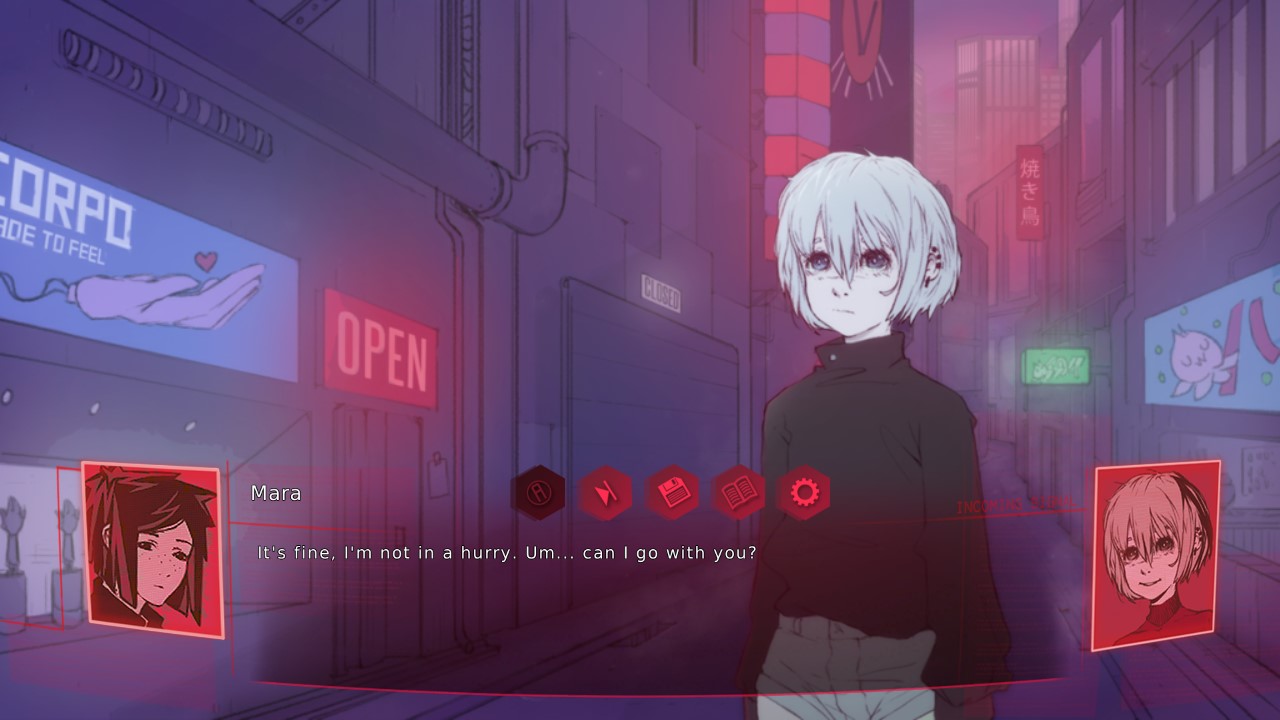 CORPO
ADE TO FEEL
OPEN
CLOSED
焼き鳥
Mara
It's fine, I'm not in a hurry. Um... can I go with you?